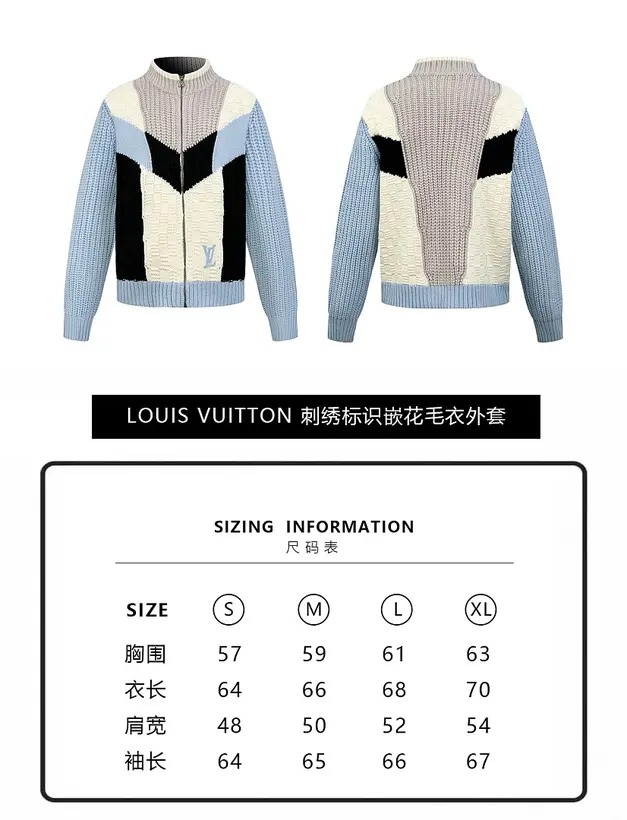 LV
LOUIS VUITTON 刺绣标识嵌花毛衣外套
SIZING INFORMATION
尺码表
SIZE S M L XL
胸围 57 59 61 63
衣长 64 66 68 70
肩宽 48 50 52 54
袖长 64 65 66 67